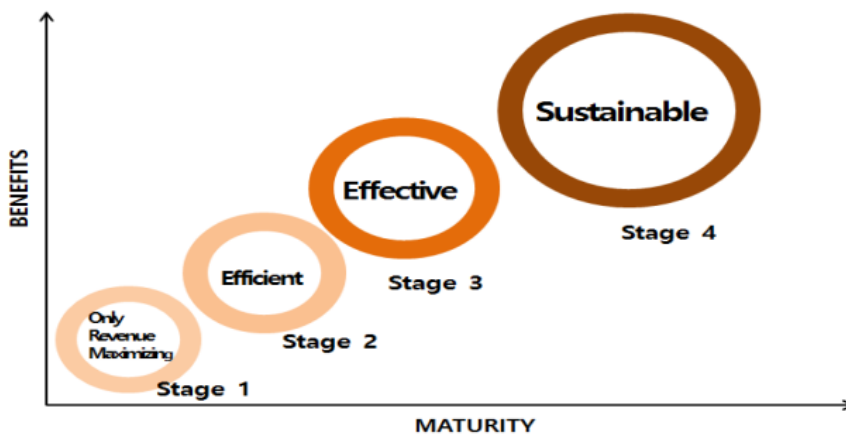 BENEFITS
Sustainable
Stage 4
Effective
Stage 3
Efficient
Stage 2
Only
Revenue
Maximizing
Stage 1
MATURITY